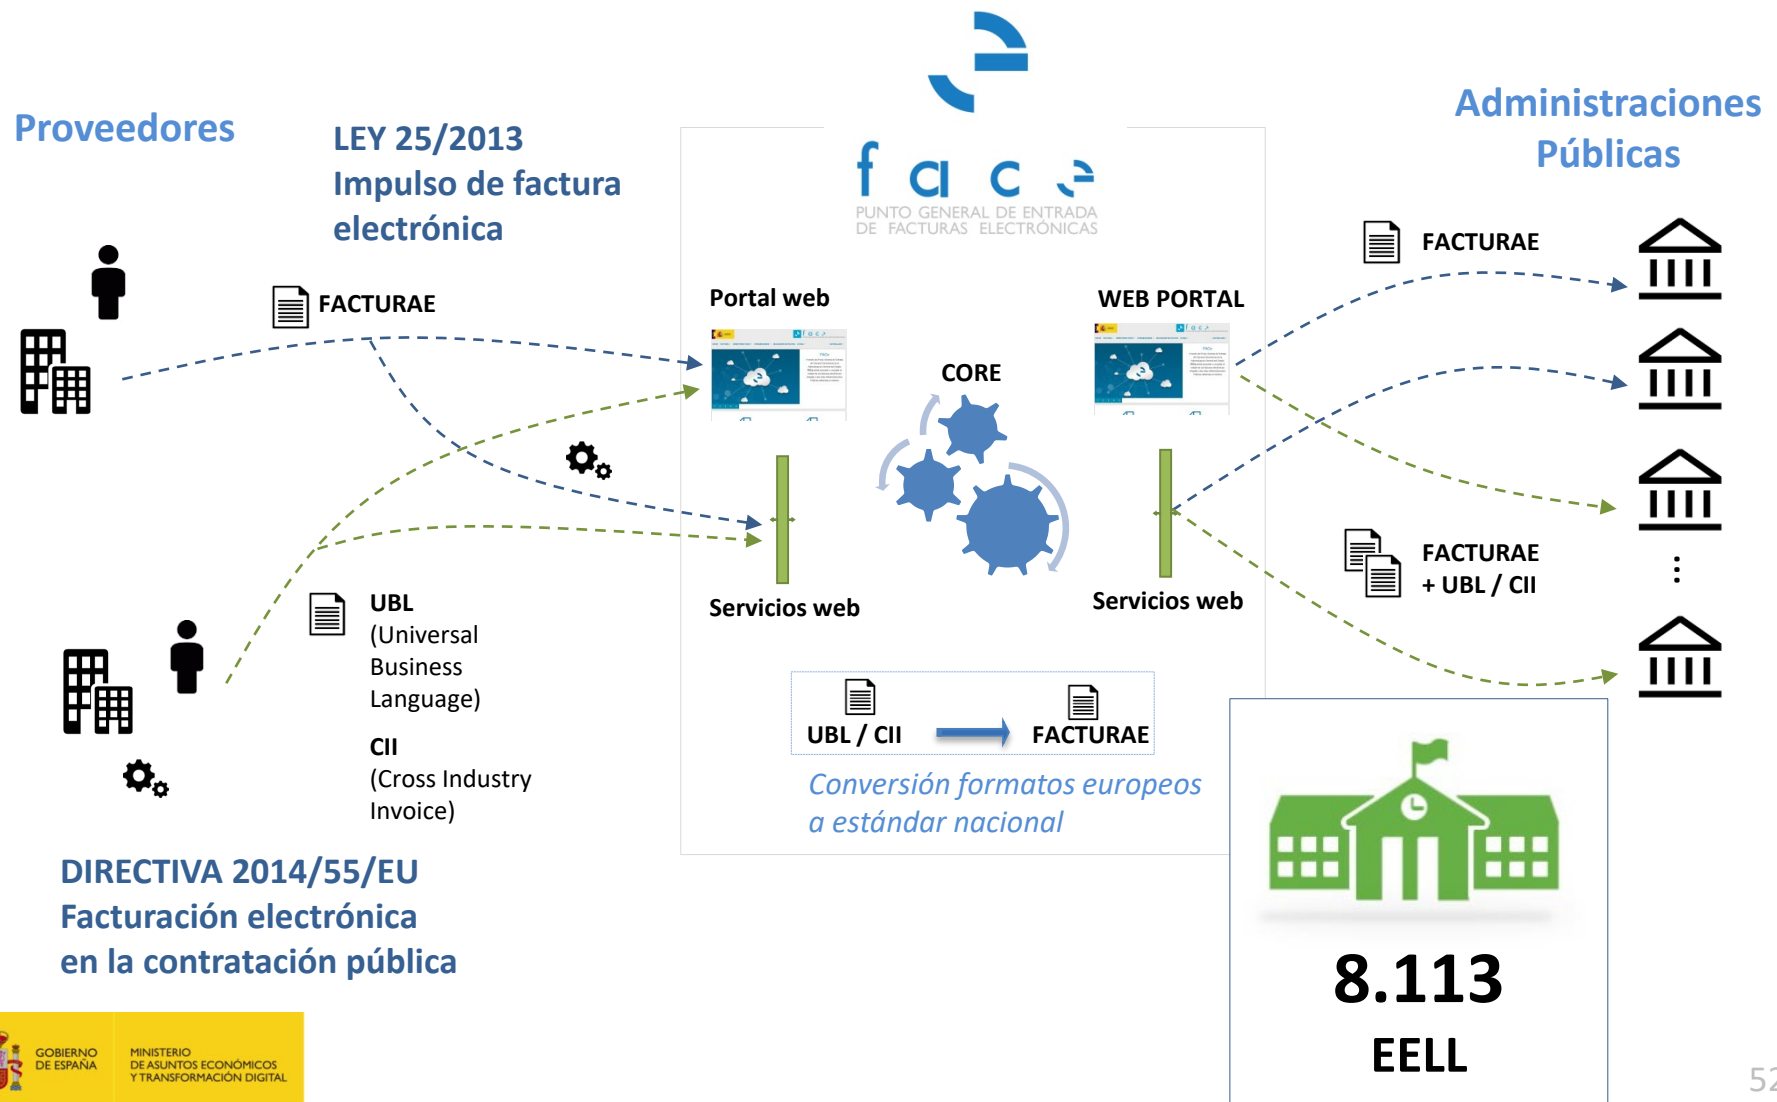 Proveedores
LEY 25/2013
Impulso de factura
electrónica
face
PUNTO GENERAL DE ENTRADA
DE FACTURAS ELECTRÓNICAS
Administraciones
Públicas
FACTURAE
Portal web
WEB PORTAL
FACTURAE
CORE
Servicios web
Servicios web
FACTURAE
+ UBL / CII
UBL
(Universal
Business
Language)
CII
(Cross Industry
Invoice)
UBL / CII
FACTURAE
Conversión formatos europeos
a estándar nacional
DIRECTIVA 2014/55/EU
Facturación electrónica
en la contratación pública
8.113
EELL
GOBIERNO
DE ESPAÑA
MINISTERIO
DE ASUNTOS ECONÓMICOS
Y TRANSFORMACIÓN DIGITAL
52